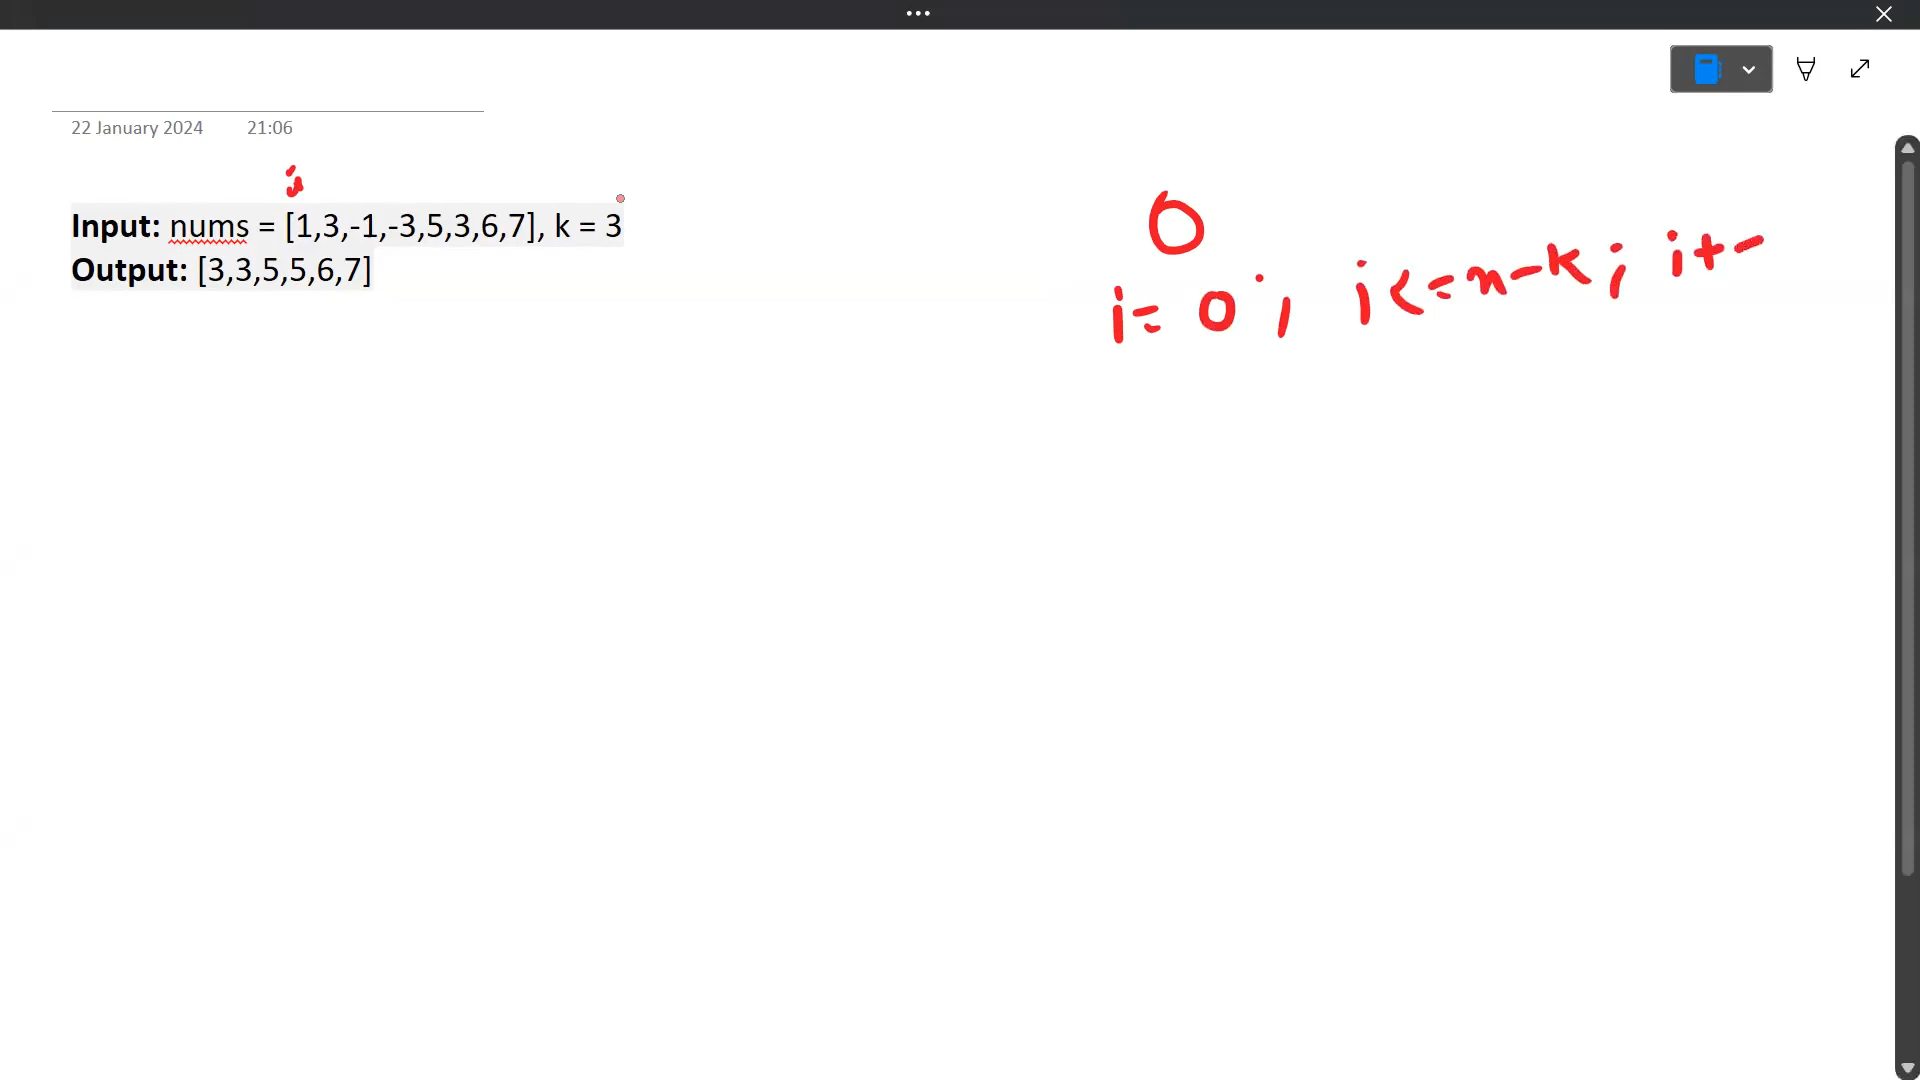 22 January 2024 21:06
i
Input: nums = [1,3,-1,-3,5,3,6,7], k = 3
Output: [3,3,5,5,6,7]
O
i = 0 ; i <= n - k ; i + -